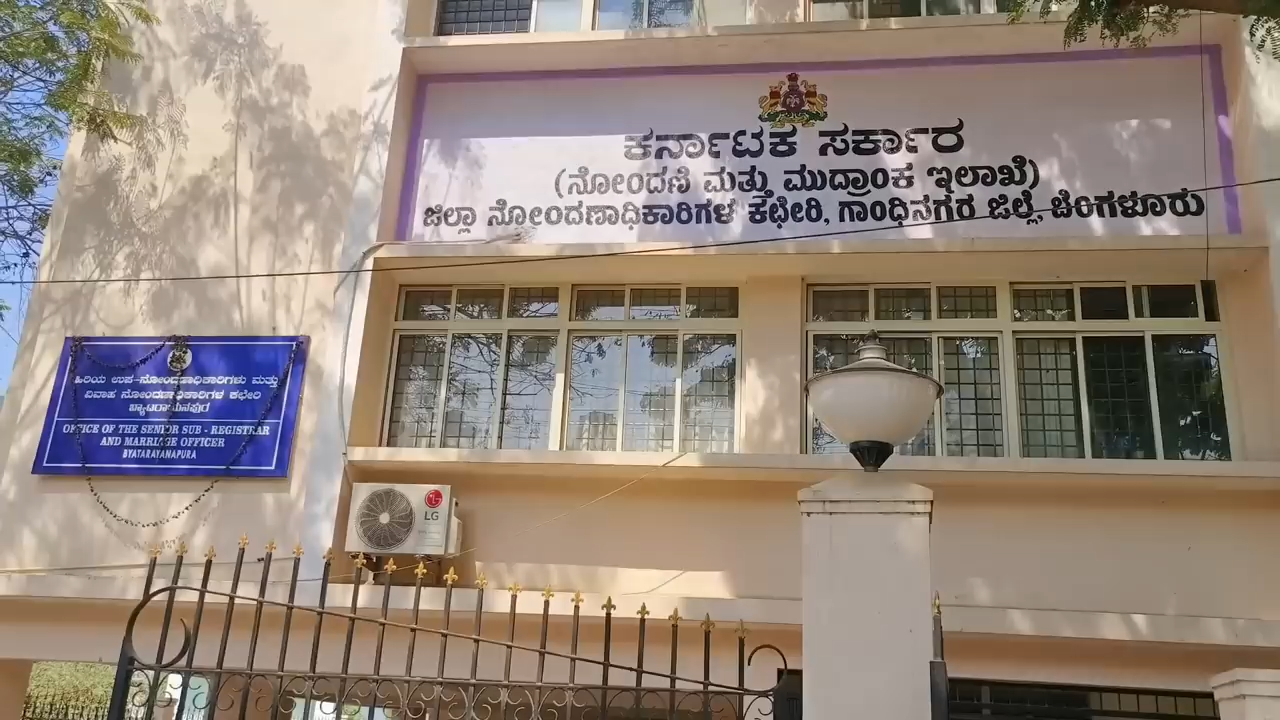 ಕರ್ನಾಟಕ ಸರ್ಕಾರ
(ನೋಂದಣಿ ಮತ್ತು ಮುದ್ರಾಂಕ ಇಲಾಖೆ)
ಜಿಲ್ಲಾ ನೋಂದಣಾಧಿಕಾರಿಗಳ ಕಛೇರಿ, ಗಾಂಧಿನಗರ ಜಿಲ್ಲೆ, ಬೆಂಗಳೂರು
ಹಿರಿಯ ಉಪ-ನೋಂದಣಾಧಿಕಾರಿಗಳು ಮತ್ತು
ವಿವಾಹ ನೋಂದಣಾಧಿಕಾರಿಗಳ ಕಛೇರಿ
ಬ್ಯಾಟರಾಯನಪುರ
OFFICE OF THE SENIOR SUB - REGISTRAR
AND MARRIAGE OFFICER
BYATARAYANAPURA
LG